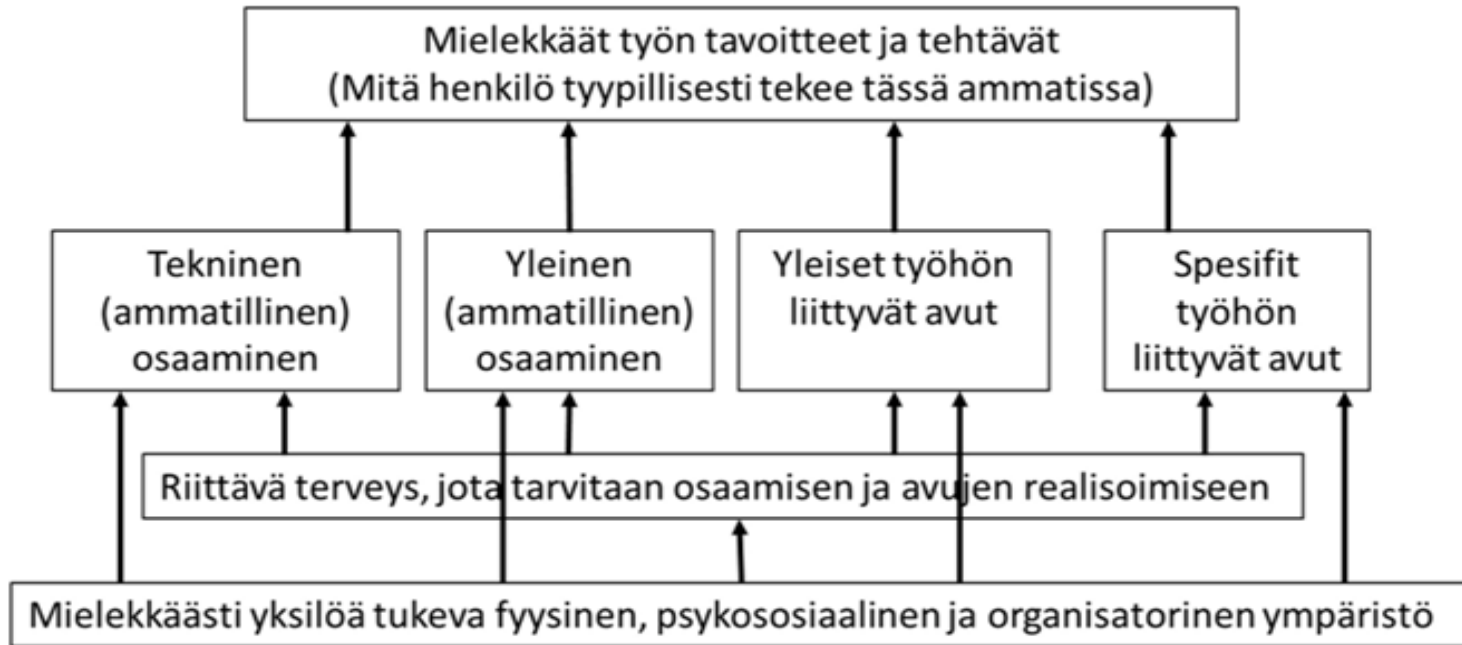 Mielekkäät työn tavoitteet ja tehtävät
(Mitä henkilö tyypillisesti tekee tässä ammatissa)
Tekninen
(ammatillinen)
osaaminen
Yleinen
(ammatillinen)
osaaminen
Yleiset työhön
liittyvät avut
Spesifit
työhön
liittyvät avut
Riittävä terveys, jota tarvitaan osaamisen ja avujen realisoimiseen
Mielekkäästi yksilöä tukeva fyysinen, psykososiaalinen ja organisatorinen ympäristö